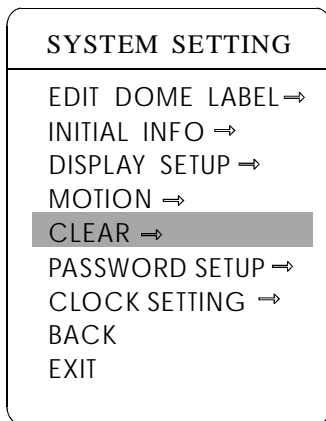 SYSTEM SETTING
EDIT DOME LABEL⇒
INITIAL INFO ⇒
DISPLAY SETUP ⇒
MOTION ⇒
CLEAR ⇒
PASSWORD SETUP ⇒
CLOCK SETTING ⇒
BACK
EXIT